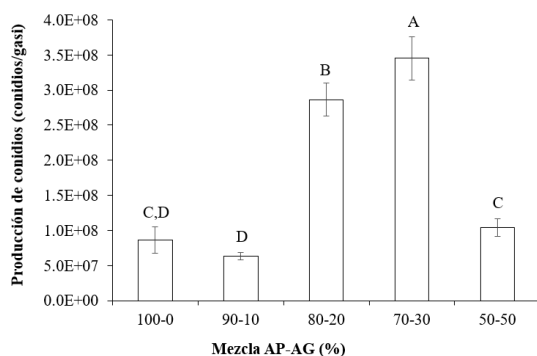 Producción de conidios (conidios/gasi)
4.0E+08
3.5E+08
3.0E+08
2.5E+08
2.0E+08
1.5E+08
1.0E+08
5.0E+07
0.0E+00
C,D
D
B
A
C
100-0 90-10 80-20 70-30 50-50
Mezcla AP-AG (%)